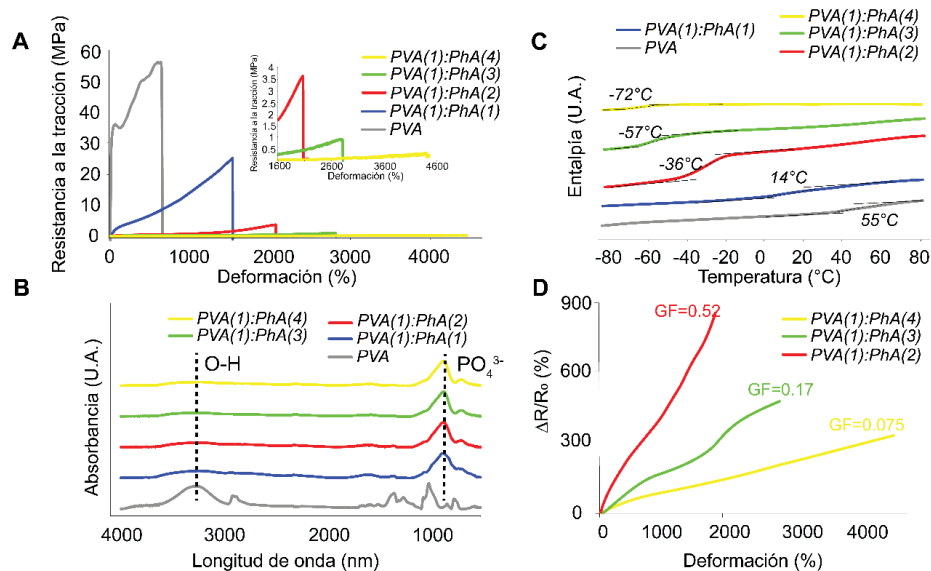 A
Resistancia a la tracción (MPa)
60
50
40
30
20
10
0
0
1000
2000
3000
4000
Deformación (%)
Resistancia a la tracción (MPa)
4
3.5
3
2.5
2
1.5
1
0.5
1600
2600
3600
4600
Deformación (%)
PVA(1):PhA(4)
PVA(1):PhA(3)
PVA(1):PhA(2)
PVA(1):PhA(1)
PVA
B
Absorbancia (U.A.)
PVA(1):PhA(4)
PVA(1):PhA(3)
PVA(1):PhA(2)
PVA(1):PhA(1)
PVA
O-H
PO₄³⁻
4000
3000
2000
1000
Longitud de onda (nm)
C
PVA(1):PhA(1)
PVA
PVA(1):PhA(4)
PVA(1):PhA(3)
PVA(1):PhA(2)
Entalpía (U.A.)
-72°C
-57°C
-36°C
14°C
55°C
-80
-60
-40
-20
0
20
40
60
80
Temperatura (°C)
D
ΔR/R₀ (%)
900
600
300
0
GF=0.52
GF=0.17
GF=0.075
PVA(1):PhA(4)
PVA(1):PhA(3)
PVA(1):PhA(2)
0
1000
2000
3000
4000
Deformación (%)